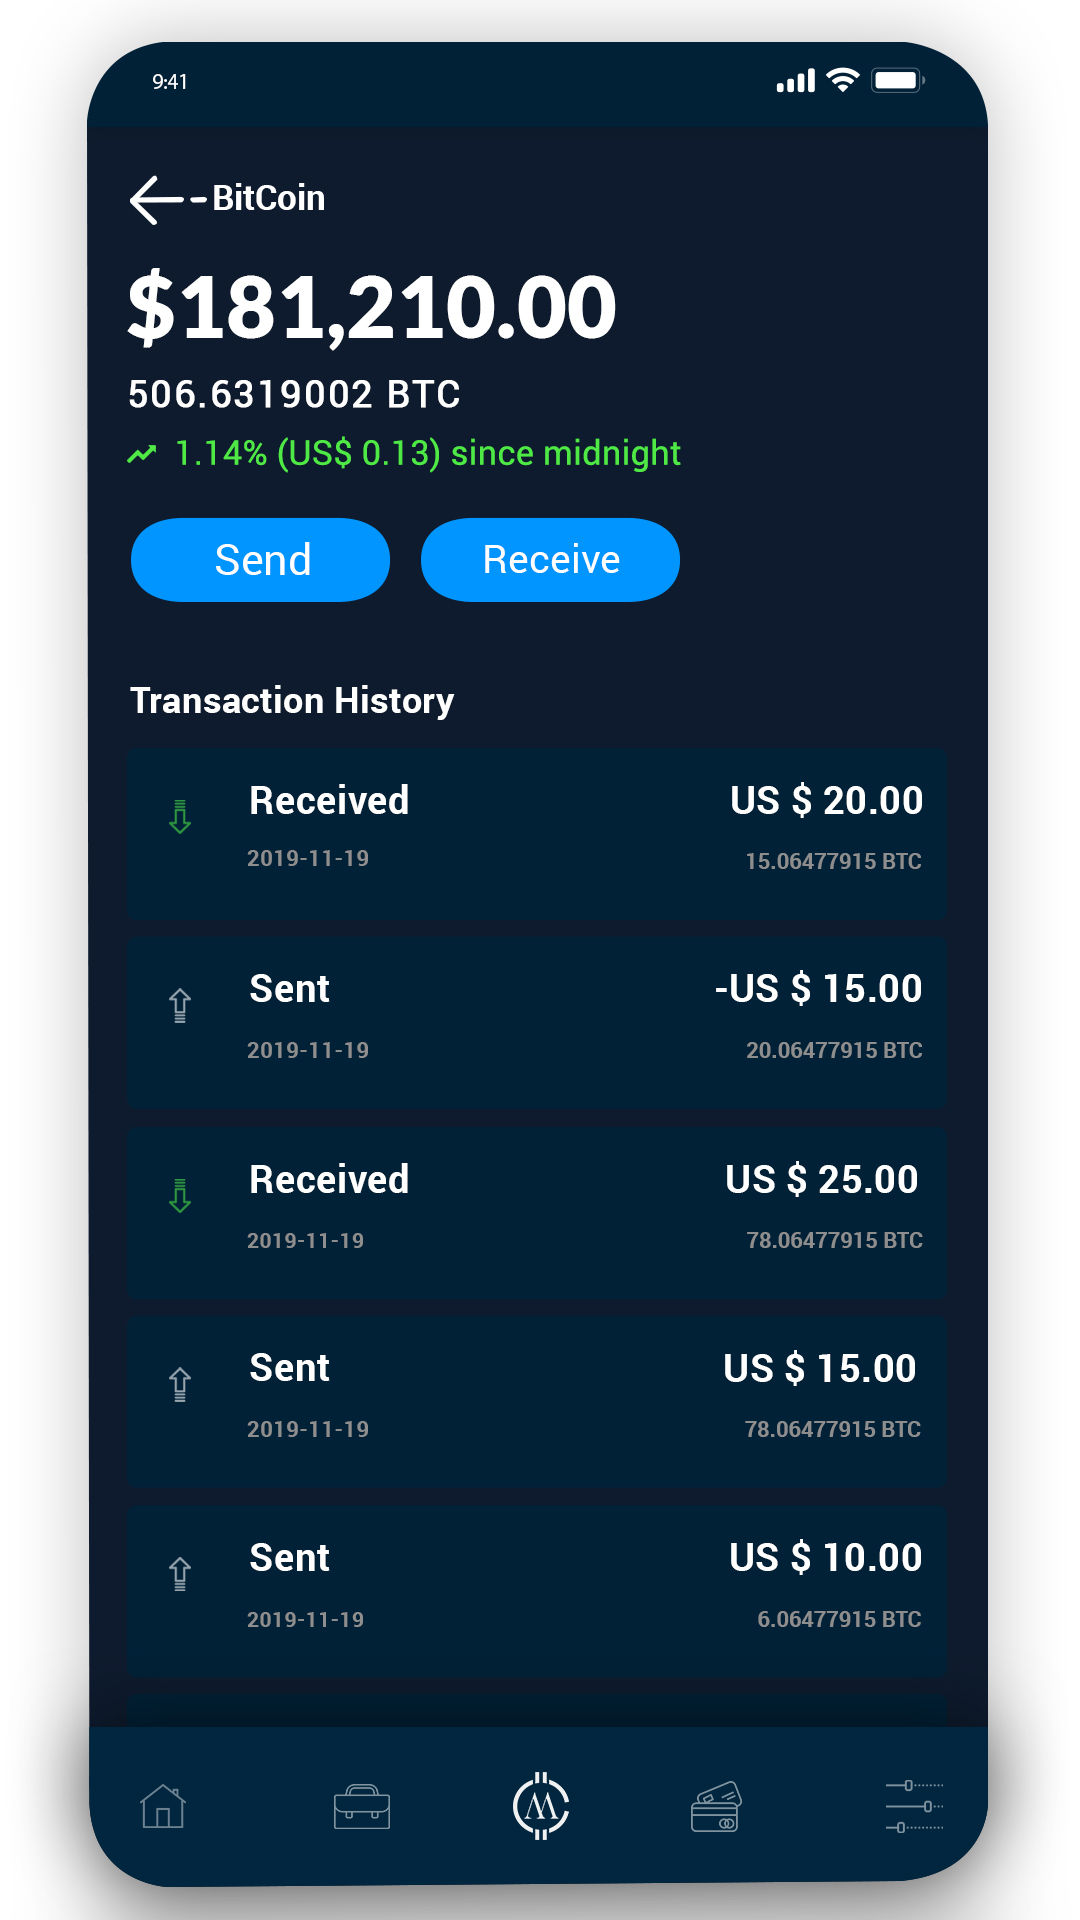 9:41
BitCoin
$181,210.00
506.6319002 BTC
1.14% (US$ 0.13) since midnight
Send Receive
Transaction History
Received US $ 20.00
2019-11-19 15.06477915 BTC
Sent -US $ 15.00
2019-11-19 20.06477915 BTC
Received US $ 25.00
2019-11-19 78.06477915 BTC
Sent US $ 15.00
2019-11-19 78.06477915 BTC
Sent US $ 10.00
2019-11-19 6.06477915 BTC